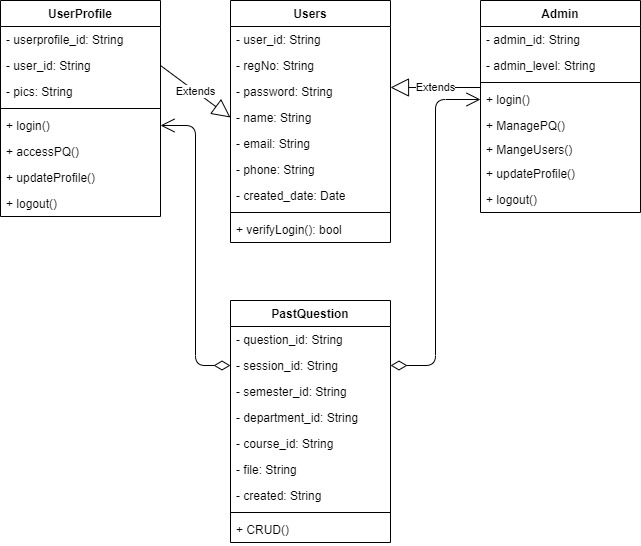 UserProfile
- userprofile_id: String
- user_id: String
- pics: String
+ login()
+ accessPQ()
+ updateProfile()
+ logout()
Extends
Users
- user_id: String
- regNo: String
- password: String
- name: String
- email: String
- phone: String
- created_date: Date
+ verifyLogin(): bool
Extends
Admin
- admin_id: String
- admin_level: String
+ login()
+ ManagePQ()
+ MangeUsers()
+ updateProfile()
+ logout()
PastQuestion
- question_id: String
- session_id: String
- semester_id: String
- department_id: String
- course_id: String
- file: String
- created: String
+ CRUD()